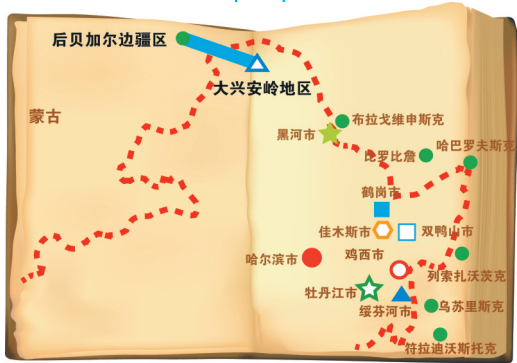 后贝加尔边疆区
大兴安岭地区
蒙古
布拉戈维申斯克
黑河市
哈巴罗夫斯克
比罗比詹
鹤岗市
佳木斯市
双鸭山市
哈尔滨市
鸡西市
列索扎沃茨克
牡丹江市
绥芬河市
乌苏里斯克
符拉迪沃斯托克